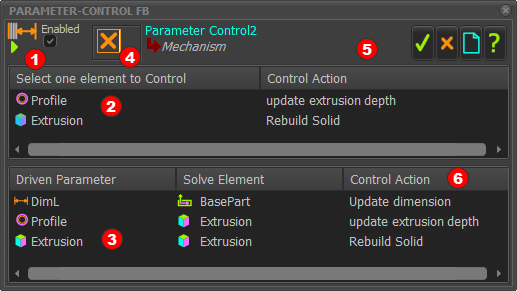 PARAMETER-CONTROL FB
Enabled
Parameter Control2
Mechanism
1
4
5
Select one element to Control Control Action
Profile update extrusion depth
2
Extrusion Rebuild Solid
Driven Parameter Solve Element Control Action 6
DimL BasePart Update dimension
Profile Extrusion update extrusion depth
Extrusion 3 Extrusion Rebuild Solid